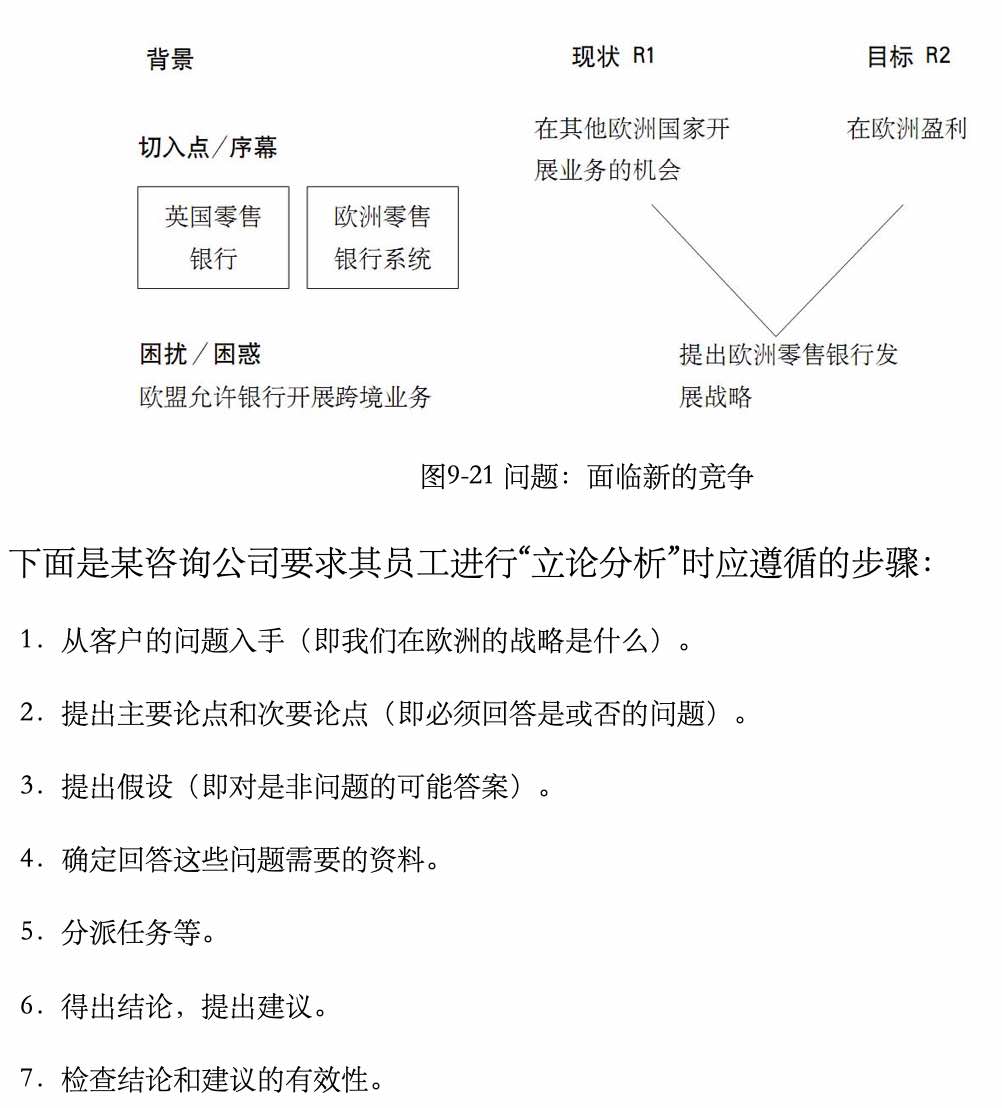 背景
现状 R1
目标 R2
切入点/序幕
英国零售
银行
欧洲零售
银行系统
在其他欧洲国家开
展业务的机会
在欧洲盈利
困扰/困惑
欧盟允许银行开展跨境业务
提出欧洲零售银行发
展战略
图9-21 问题：面临新的竞争
下面是某咨询公司要求其员工进行“立论分析”时应遵循的步骤：
1. 从客户的问题入手（即我们在欧洲的战略是什么）。
2. 提出主要论点和次要论点（即必须回答是或否的问题）。
3. 提出假设（即对是非问题的可能答案）。
4. 确定回答这些问题需要的资料。
5. 分派任务等。
6. 得出结论，提出建议。
7. 检查结论和建议的有效性。